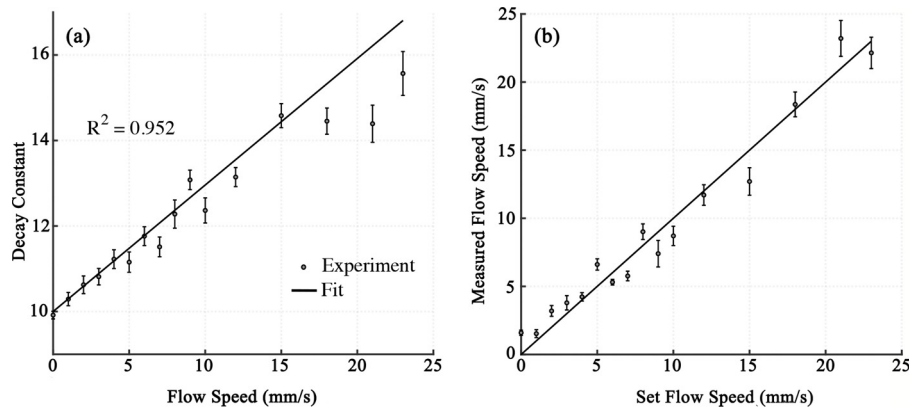 (a)
R² = 0.952
Experiment
Fit
16
14
12
10
Decay Constant
0 5 10 15 20 25
Flow Speed (mm/s)
(b)
25
20
15
10
5
0
Measured Flow Speed (mm/s)
0 5 10 15 20 25
Set Flow Speed (mm/s)